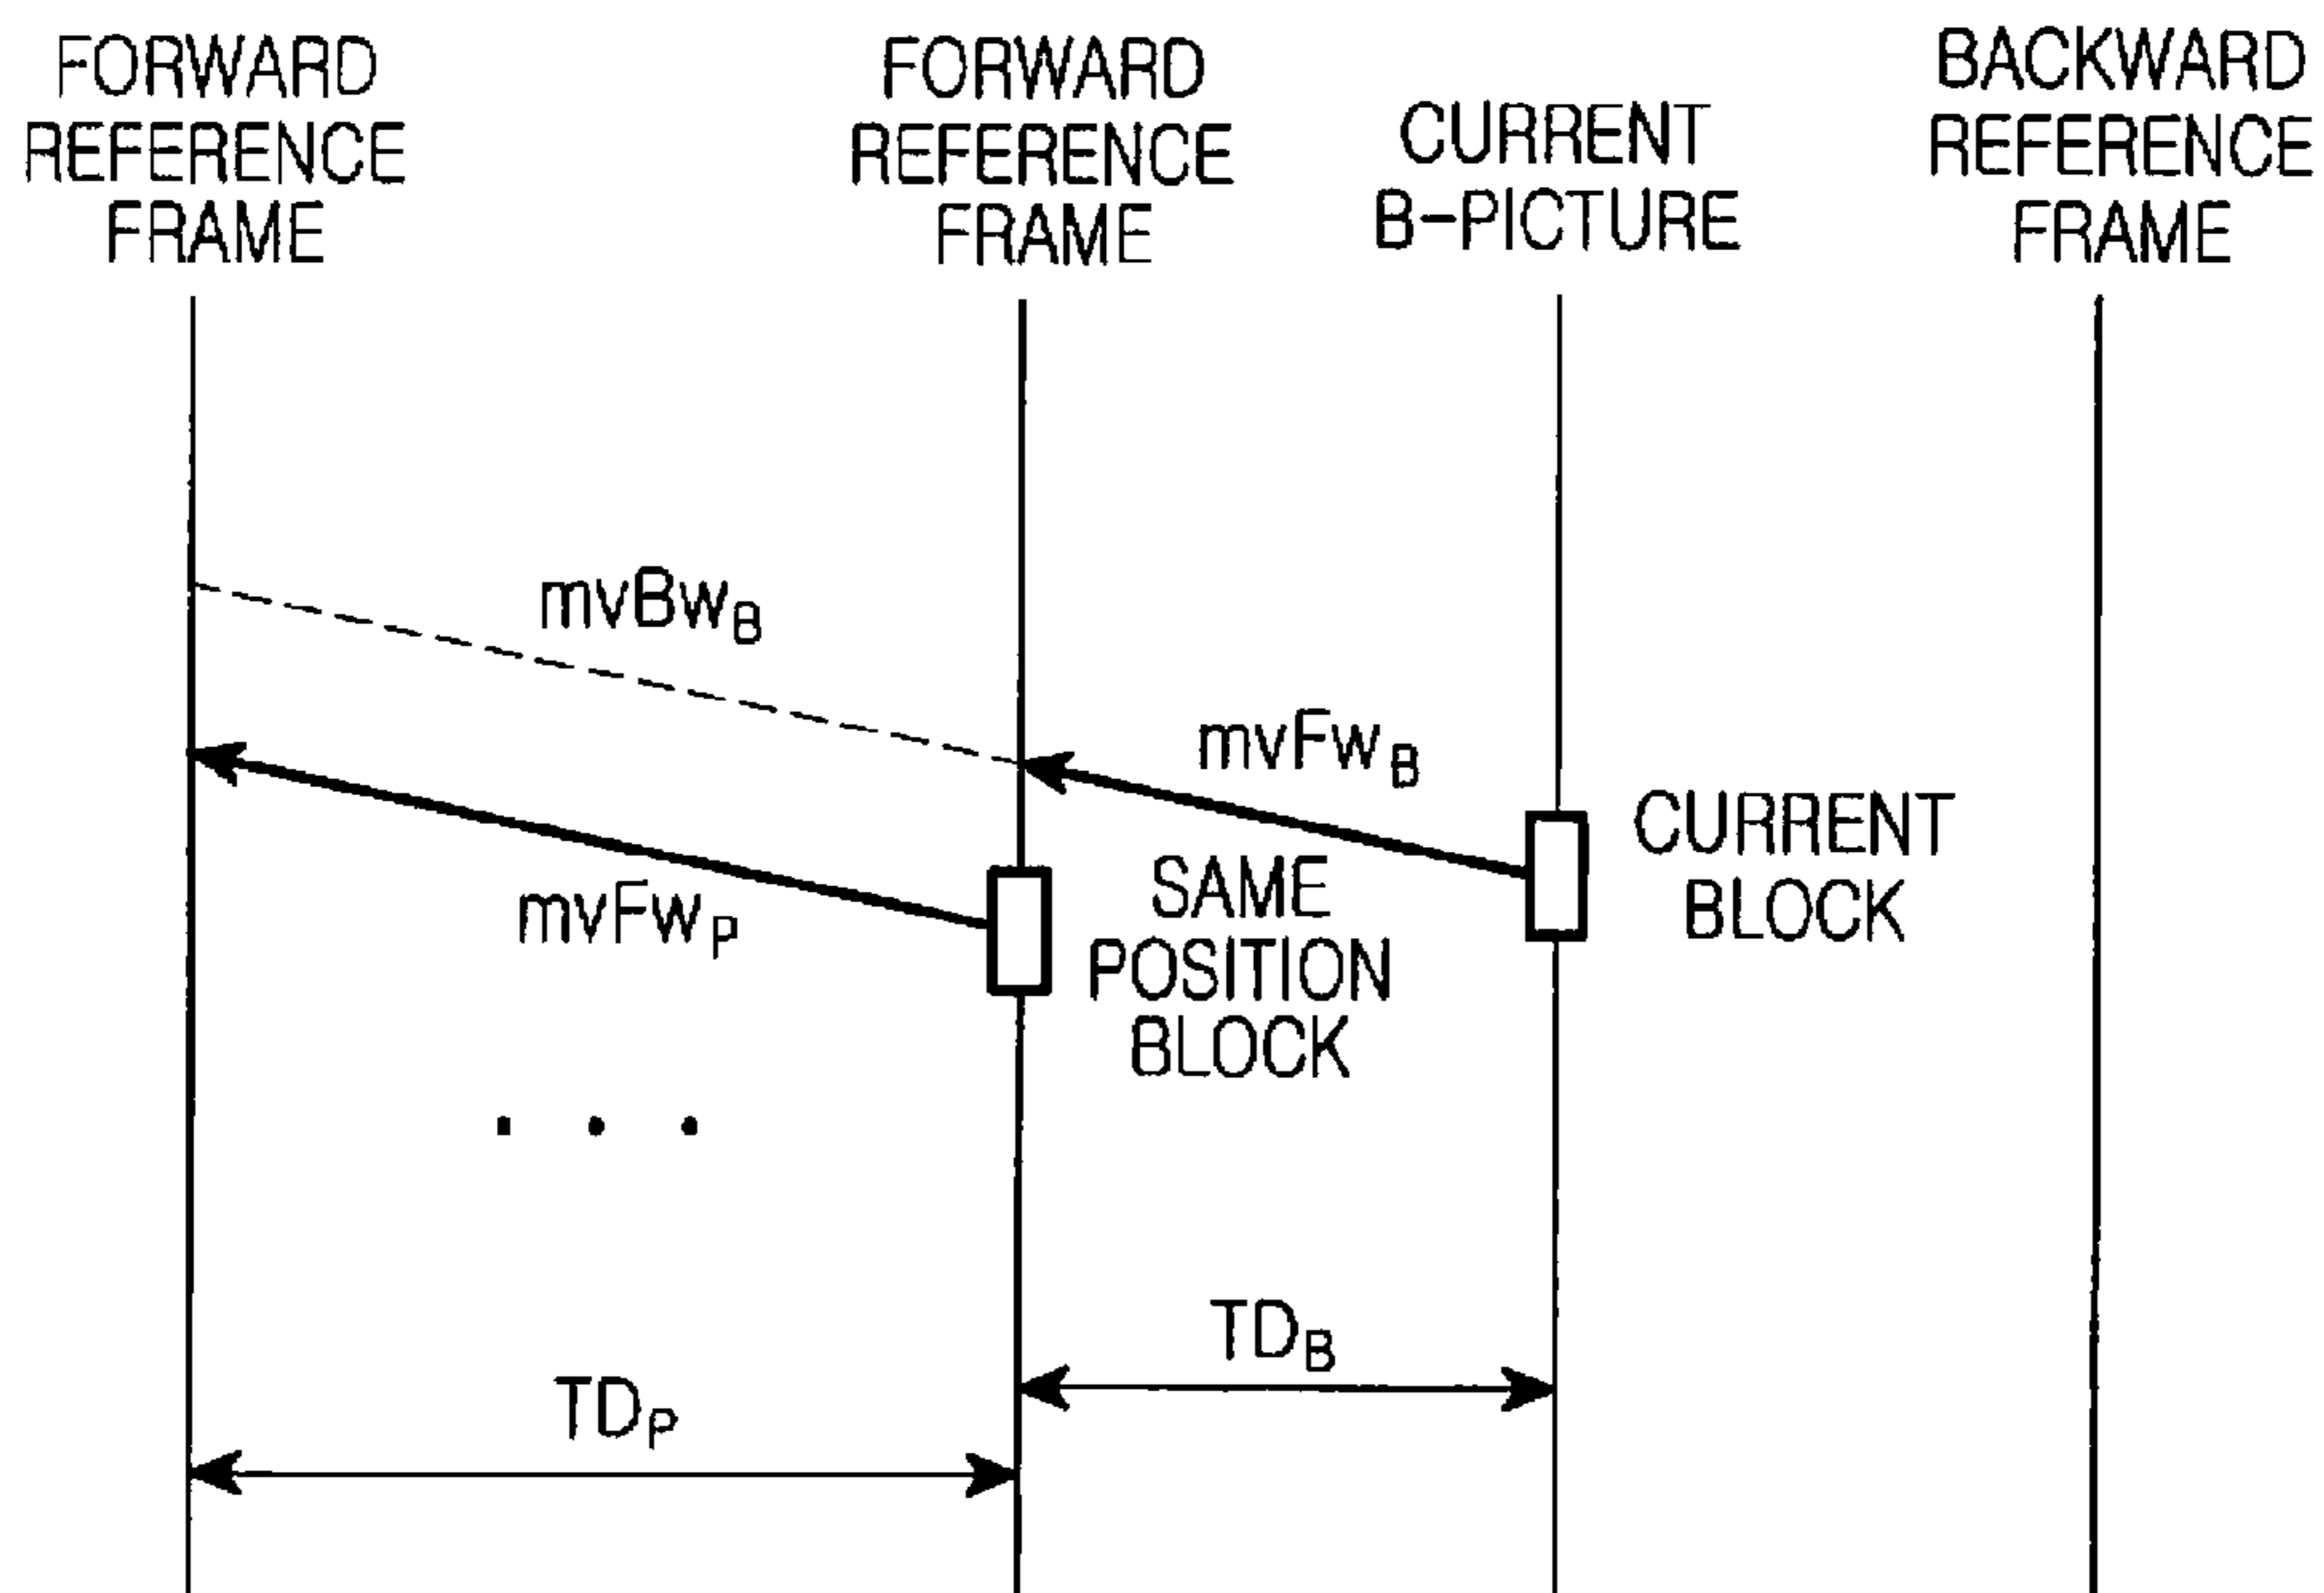 FORWARD
REFERENCE
FRAME
FORWARD
REFERENCE
FRAME
CURRENT
B-PICTURE
BACKWARD
REFERENCE
FRAME
mvBwB
mvFwB
mvFwP
SAME
POSITION
BLOCK
CURRENT
BLOCK
TDB
TDP